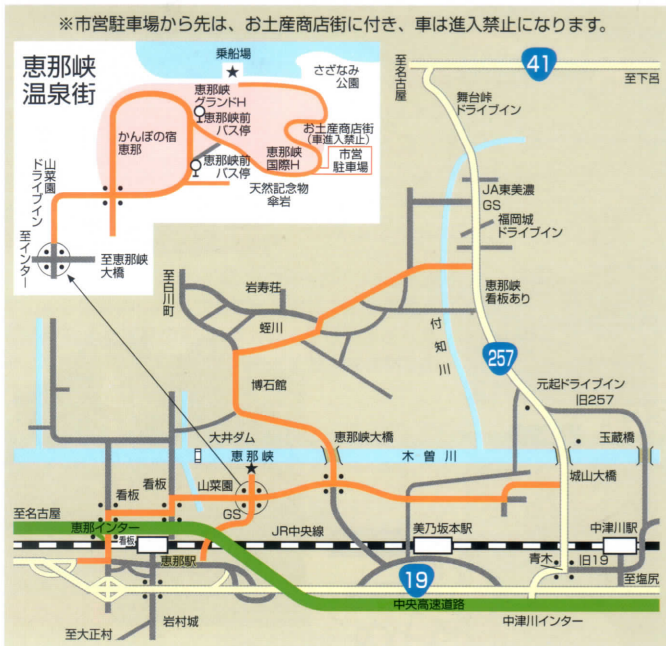 ※市営駐車場から先は、お土産商店街に付き、車は進入禁止になります。
恵那峡
温泉街
乗船場
さざなみ
公園
恵那峡
グランドH
恵那峡前
バス停
かんぽの宿
恵那
お土産商店街
(車進入禁止)
市営
駐車場
恵那峡
国際H
恵那峡前
バス停
天然記念物
傘岩
山菜園
ドライブイン
至インター
至恵那峡
大橋
41
至名古屋
至下呂
舞台峠
ドライブイン
JA東美濃
GS
福岡城
ドライブイン
恵那峡
看板あり
至白川町
岩寿荘
蛭川
付知川
博石館
257
元起ドライブイン
旧257
玉蔵橋
大井ダム
恵那峡
恵那峡大橋
木曽川
城山大橋
山菜園
看板
看板
GS
至名古屋
恵那インター
看板
恵那駅
JR中央線
美乃坂本駅
中津川駅
青木
旧19
19
至塩尻
中央高速道路
中津川インター
岩村城
至大正村